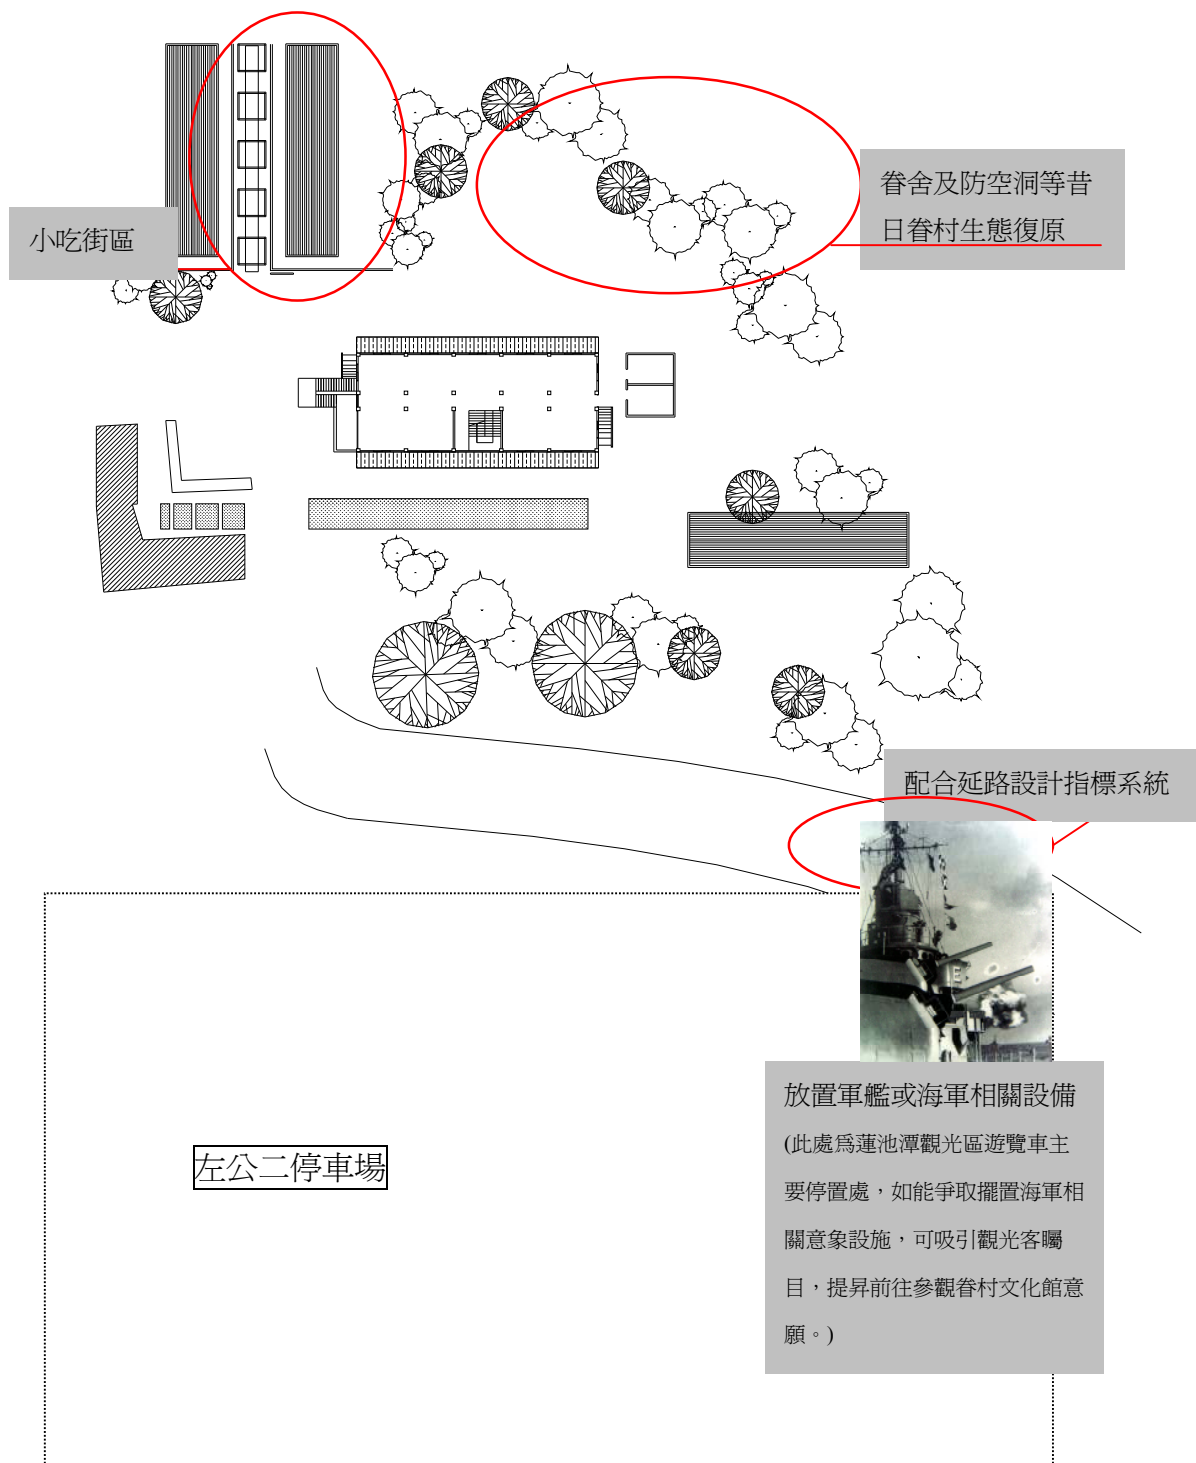 眷舍及防空洞等昔
日眷村生態復原
小吃街區
配合延路設計指標系統
E
放置軍艦或海軍相關設備
(此處為蓮池潭觀光區遊覽車主
要停置處，如能爭取擺置海軍相
關意象設施，可吸引觀光客矚
目，提昇前往參觀眷村文化館意
願。)
左公二停車場